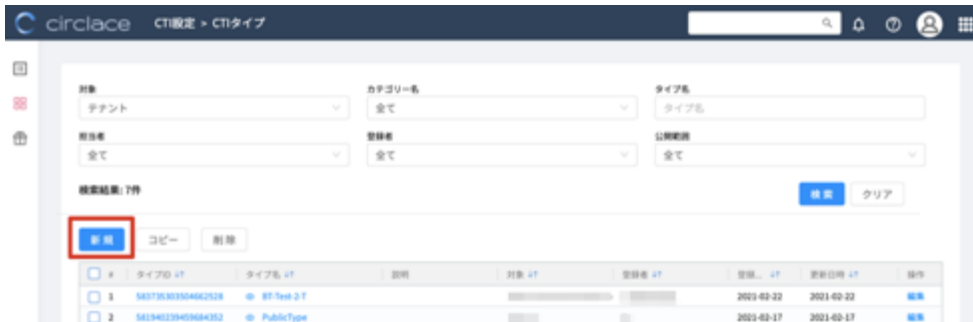 circlace CTI設定 > CTIタイプ
対象 カテゴリー名 タイプ名
テナント 全て タイプ名
担当者 登録者 公開範囲
全て 全て 全て
検索結果: 7件 検索 クリア
新規 コピー 削除
# タイプID タイプ名 説明 対象 登録者 登録... 更新日時 操作
1 583735303504662528 BT-Test-2-T 2021-02-22 2021-02-22 編集
2 581940239459684352 PublicType 2021-02-17 2021-02-17 編集